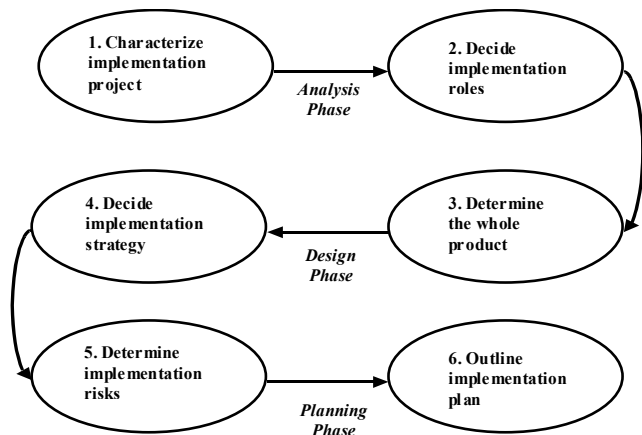 1. Characterize
implementation
project
Analysis
Phase
2. Decide
implementation
roles
3. Determine
the whole
product
Design
Phase
4. Decide
implementation
strategy
5. Determine
implementation
risks
Planning
Phase
6. Outline
implementation
plan